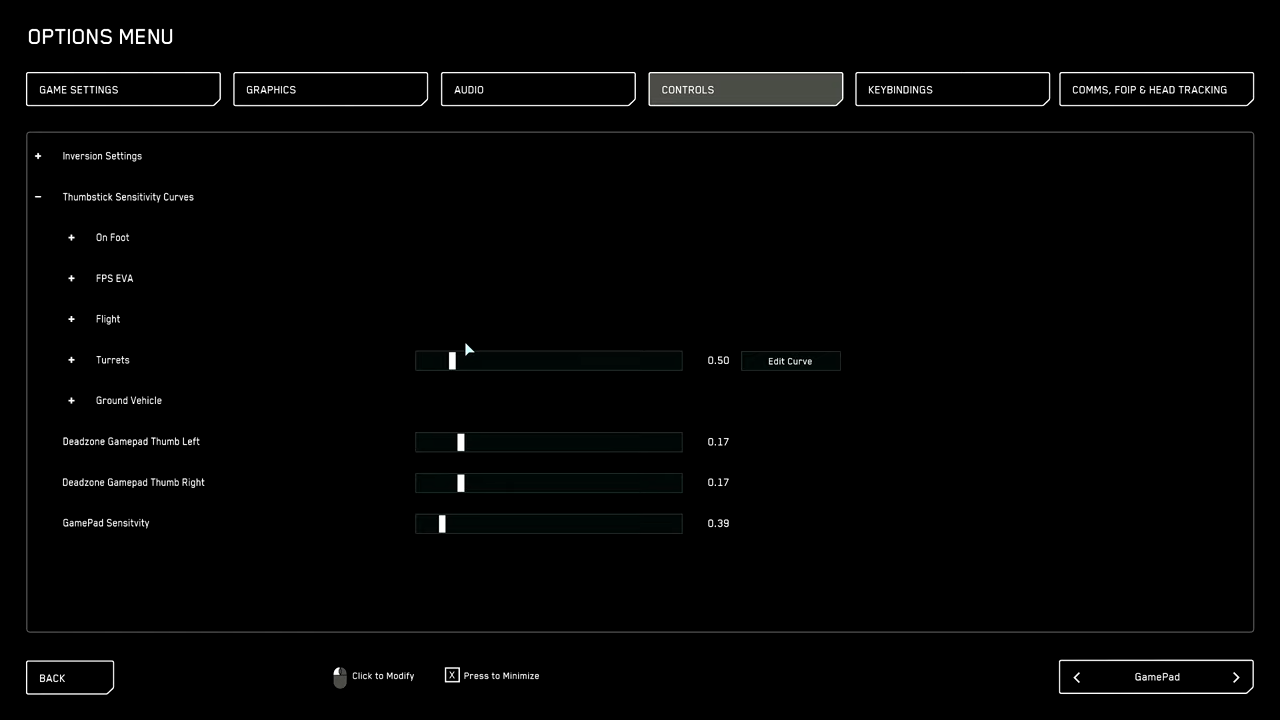 OPTIONS MENU
GAME SETTINGS
GRAPHICS
AUDIO
CONTROLS
KEYBINDINGS
COMMS, FOIP & HEAD TRACKING
+ Inversion Settings
− Thumbstick Sensitivity Curves
+ On Foot
+ FPS EVA
+ Flight
+ Turrets 0.50 Edit Curve
+ Ground Vehicle
Deadzone Gamepad Thumb Left 0.17
Deadzone Gamepad Thumb Right 0.17
GamePad Sensitvity 0.39
BACK
Click to Modify
X Press to Minimize
< GamePad >